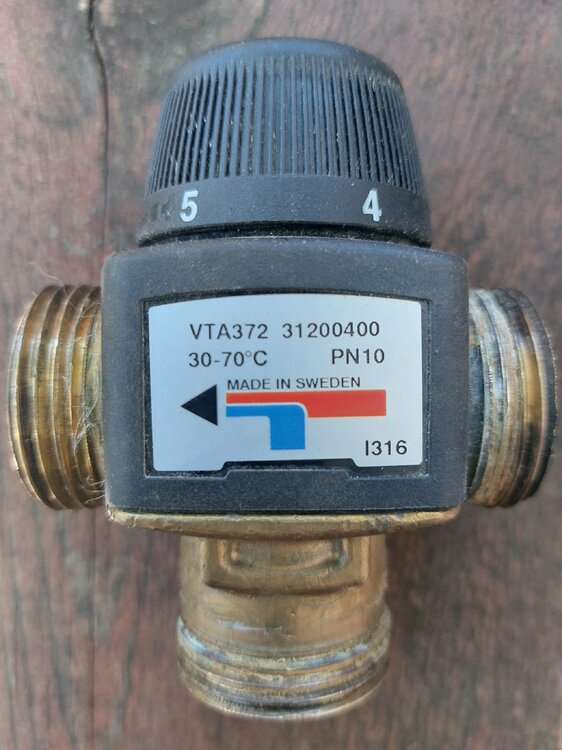 5 4
VTA372 31200400
30-70°C PN10
MADE IN SWEDEN
I316